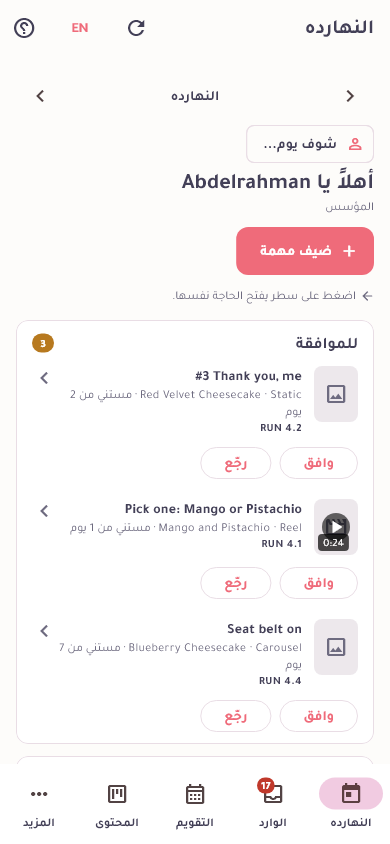 النهارده
EN
النهارده
شوف يوم...
أهلاً يا Abdelrahman
المؤسس
ضيف مهمة
اضغط على سطر يفتح الحاجة نفسها.
للموافقة
3
#3 Thank you, me
Red Velvet Cheesecake · Static · مستني من 2
يوم
RUN 4.2
وافق
رجّع
Pick one: Mango or Pistachio
Mango and Pistachio · Reel · مستني من 1 يوم
RUN 4.1
0:24
وافق
رجّع
Seat belt on
Blueberry Cheesecake · Carousel · مستني من 7
يوم
RUN 4.4
وافق
رجّع
17
النهارده
الوارد
التقويم
المحتوى
المزيد